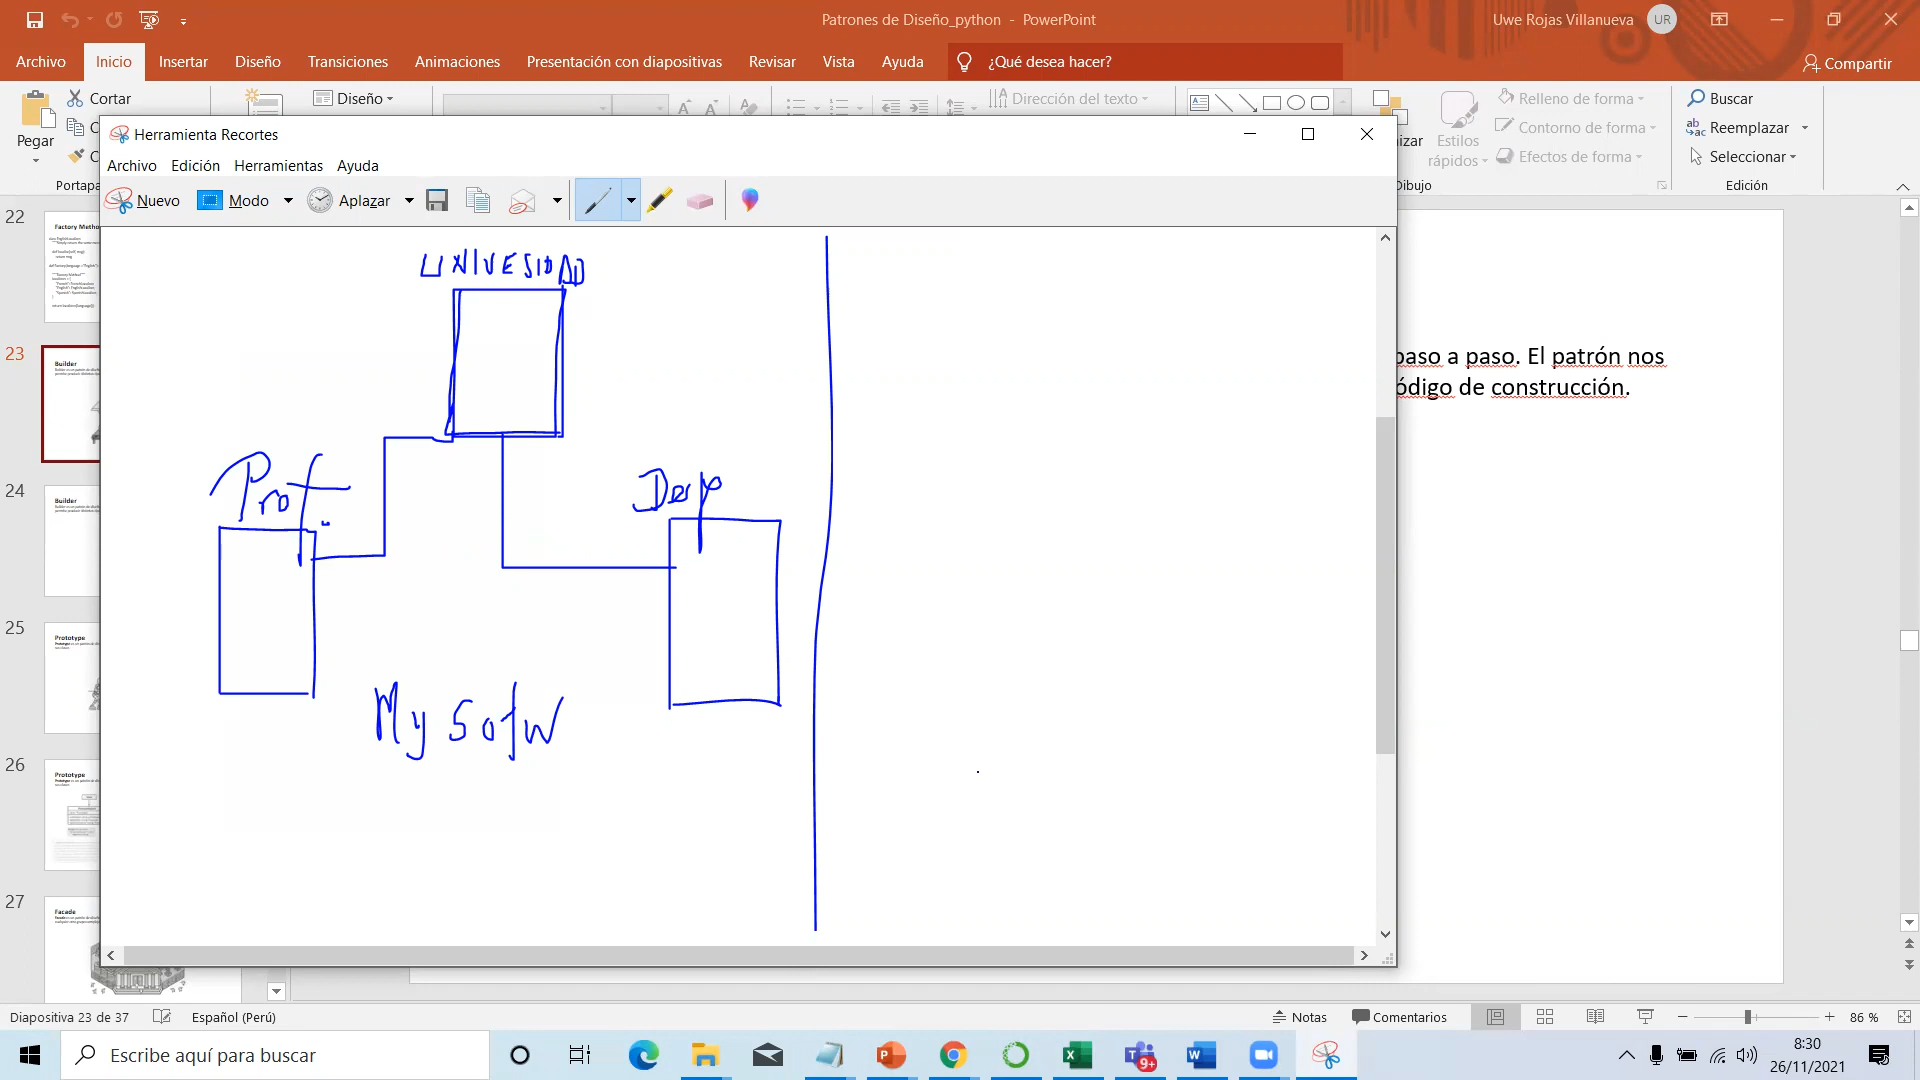 Patrones de Diseño_python - PowerPoint
Uwe Rojas Villanueva
UR
Archivo
Inicio
Insertar
Diseño
Transiciones
Animaciones
Presentación con diapositivas
Revisar
Vista
Ayuda
¿Qué desea hacer?
Compartir
Pegar
Cortar
Diseño
Dirección del texto
Estilos
rápidos
Relleno de forma
Contorno de forma
Efectos de forma
Dibujo
Buscar
Reemplazar
Seleccionar
Edición
Herramienta Recortes
Archivo
Edición
Herramientas
Ayuda
Nuevo
Modo
Aplazar
UNIVESIDAD
Prof.
Dep
My Sofw
22
Factory Metho
23
Builder
24
Builder
25
Prototype
26
Prototype
27
Facade
paso a paso. El patrón nos
código de construcción.
Diapositiva 23 de 37
Español (Perú)
Notas
Comentarios
86 %
Escribe aquí para buscar
9+
8:30
26/11/2021